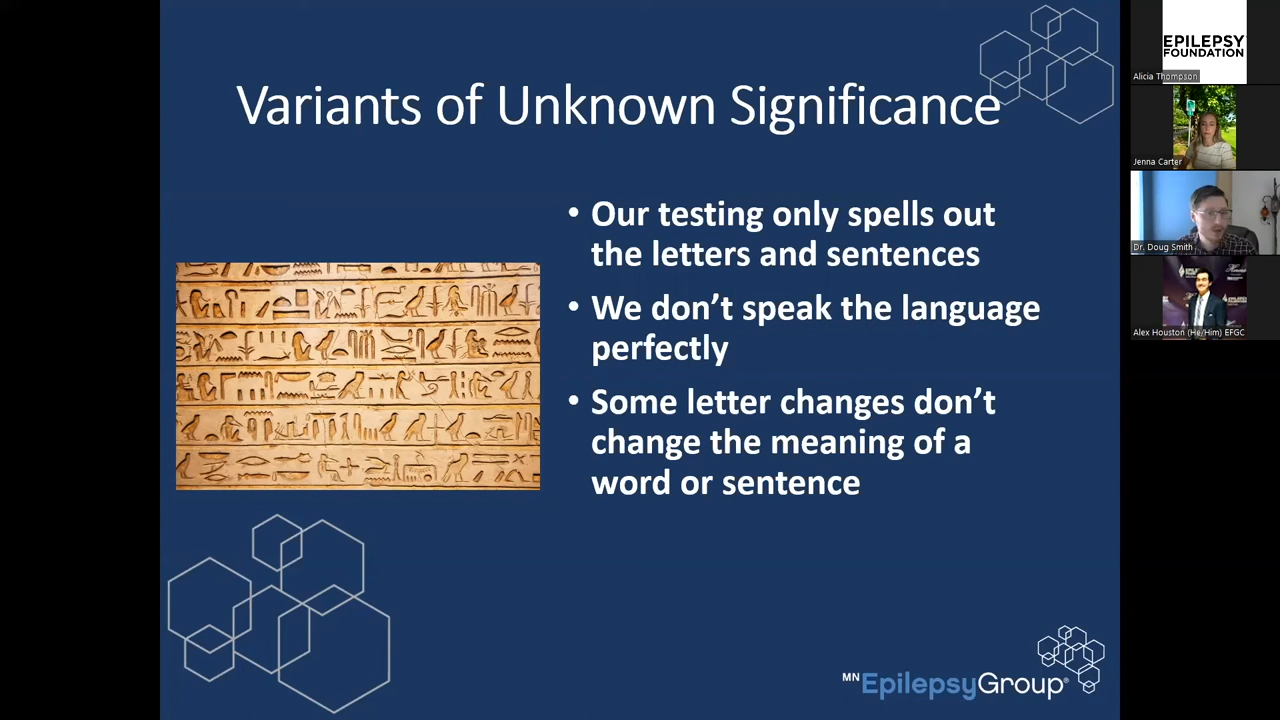 Variants of Unknown Significance
• Our testing only spells out
the letters and sentences
• We don’t speak the language
perfectly
• Some letter changes don’t
change the meaning of a
word or sentence
MN EpilepsyGroup®
EPILEPSY
FOUNDATION
Alicia Thompson
Jenna Carter
Dr. Doug Smith
Alex Houston (He/Him) EFGC